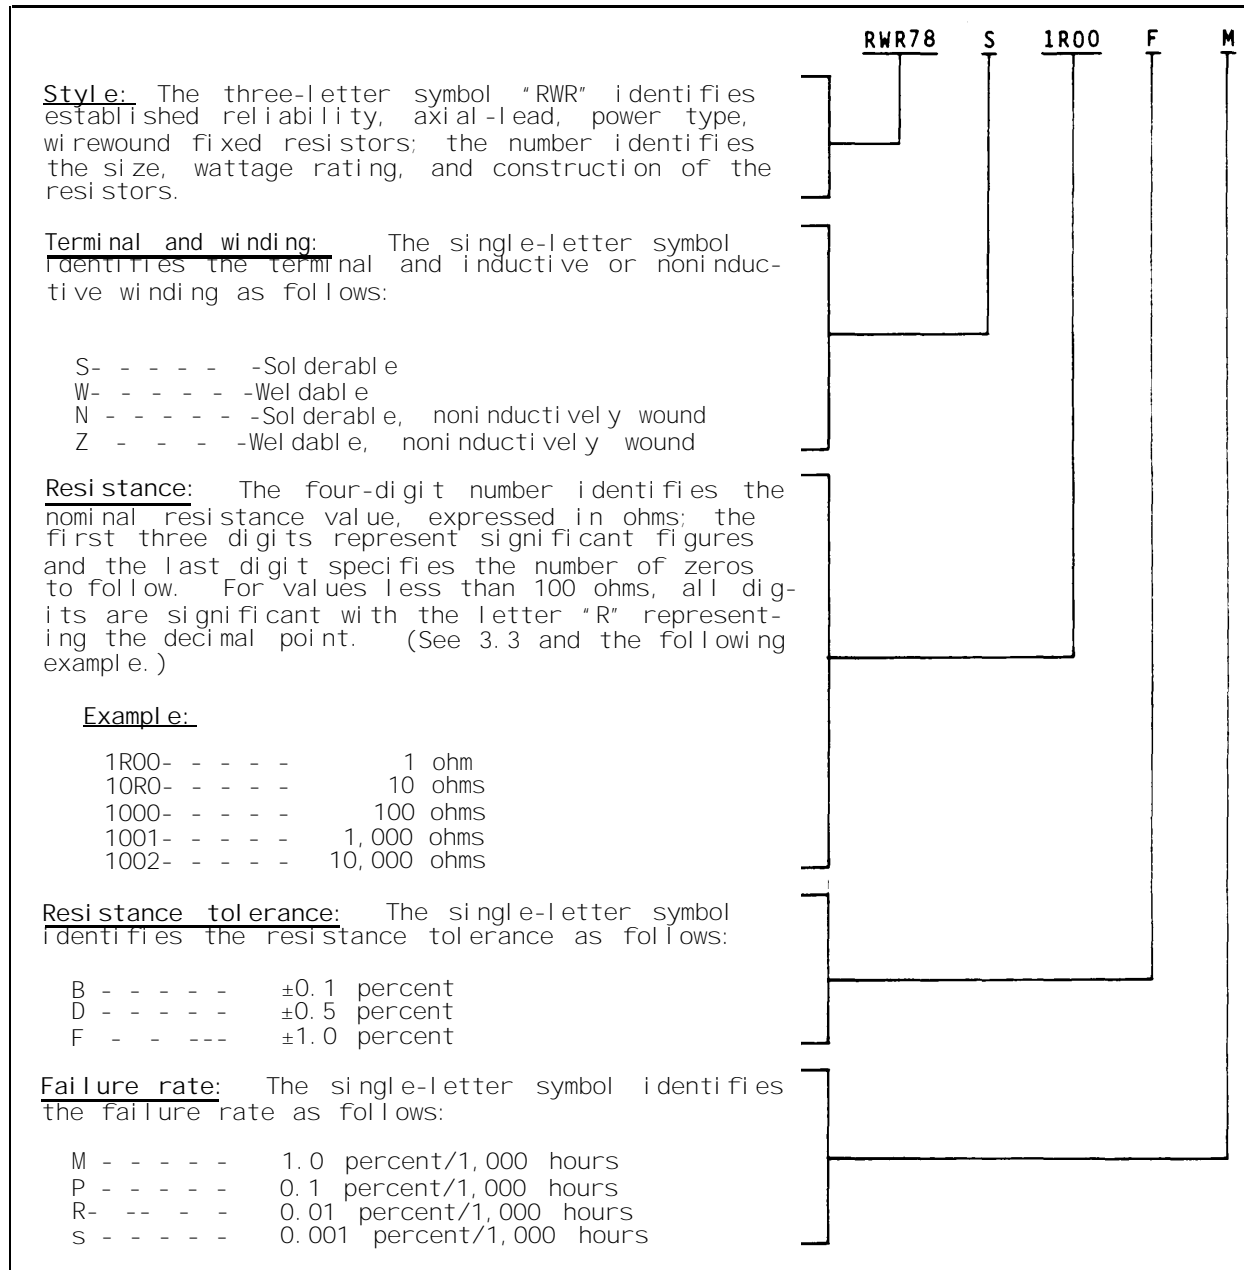 RWR78 S 1R00 F M
Style: The three-letter symbol "RWR" identifies
established reliability, axial-lead, power type,
wirewound fixed resistors; the number identifies
the size, wattage rating, and construction of the
resistors.
Terminal and winding: The single-letter symbol
identifies the terminal and inductive or noninduc-
tive winding as follows:
S- - - - - -Solderable
W- - - - - -Weldable
N - - - - - -Solderable, noninductively wound
Z - - - -Weldable, noninductively wound
Resistance: The four-digit number identifies the
nominal resistance value, expressed in ohms; the
first three digits represent significant figures
and the last digit specifies the number of zeros
to follow. For values less than 100 ohms, all dig-
its are significant with the letter "R" represent-
ing the decimal point. (See 3.3 and the following
example.)
Example:
1R00- - - - - 1 ohm
10R0- - - - - 10 ohms
1000- - - - - 100 ohms
1001- - - - - 1,000 ohms
1002- - - - - 10,000 ohms
Resistance tolerance: The single-letter symbol
identifies the resistance tolerance as follows:
B - - - - - ±0.1 percent
D - - - - - ±0.5 percent
F - - --- ±1.0 percent
Failure rate: The single-letter symbol identifies
the failure rate as follows:
M - - - - - 1.0 percent/1,000 hours
P - - - - - 0.1 percent/1,000 hours
R- -- - - 0.01 percent/1,000 hours
s - - - - - 0.001 percent/1,000 hours